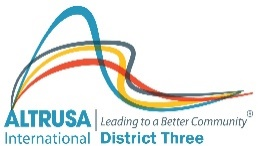 ALTRUSA Leading to a Better Community®
International District Three